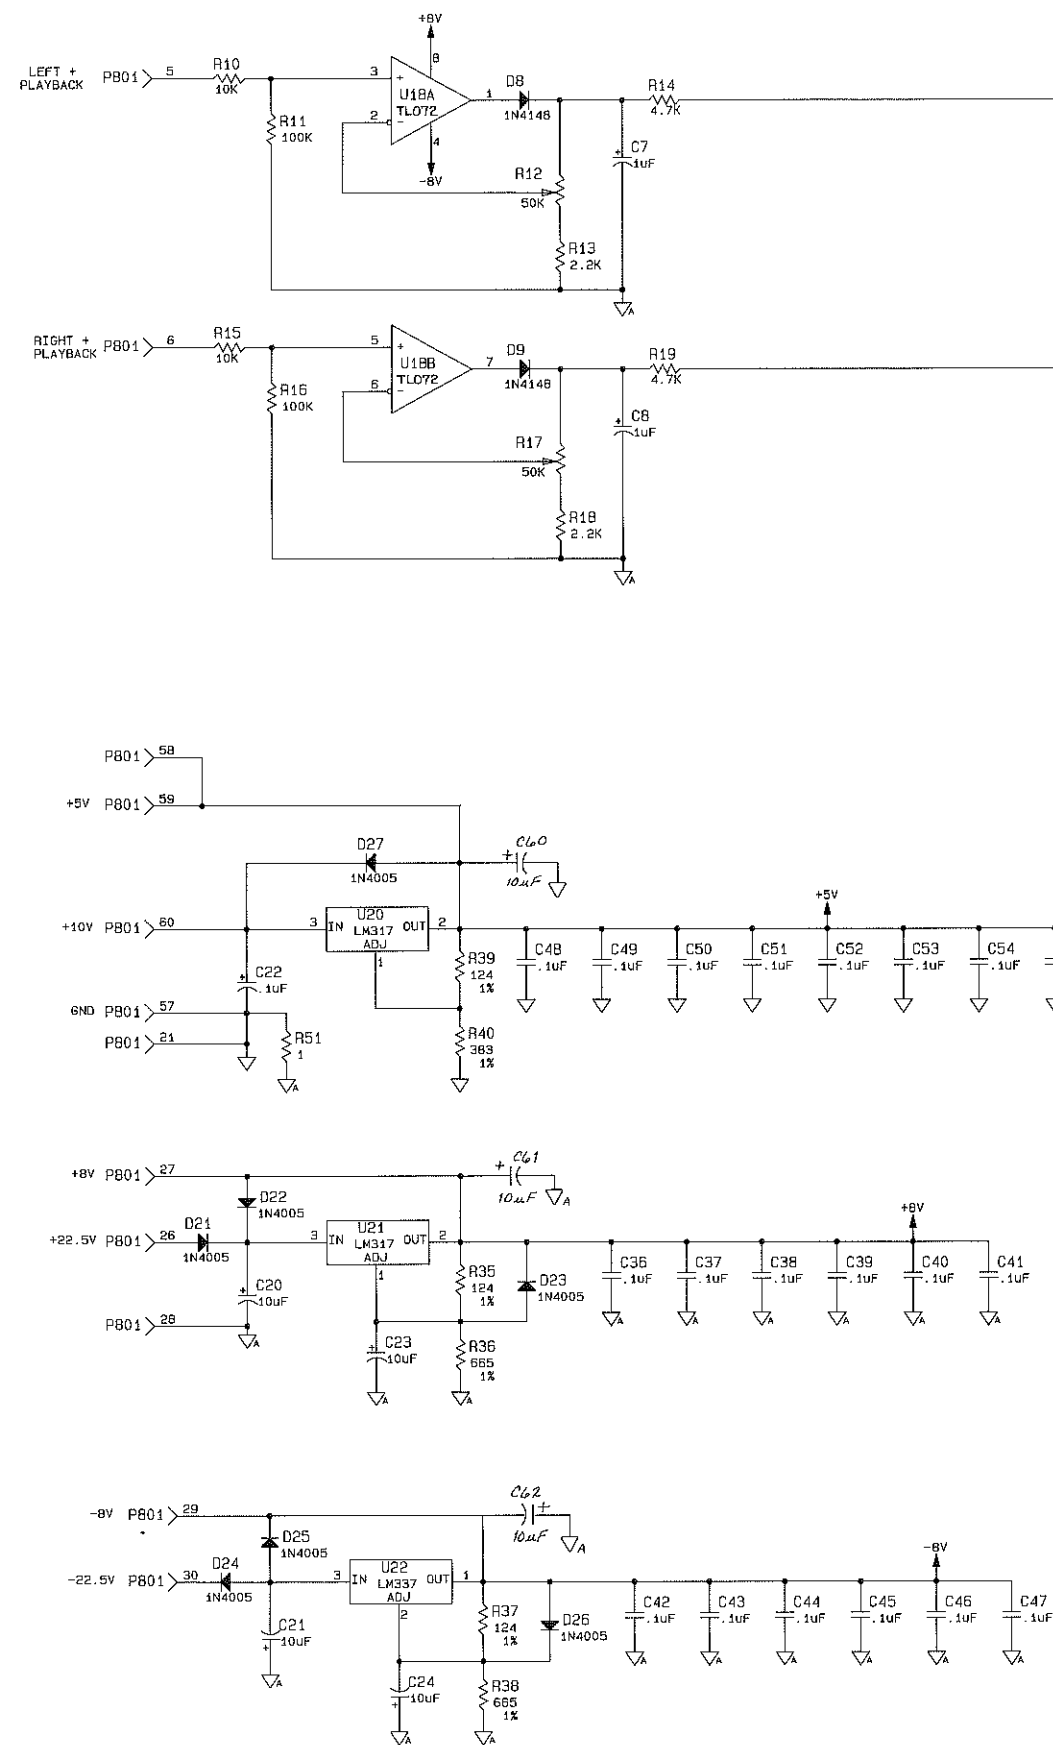 +8V
8
LEFT +
PLAYBACK P801 5 R10 3 + D8 R14
10K U18A 1 4.7K
TL072 1N4148
R11 2 -
100K 4 C7
1uF
-8V R12
50K
R13
2.2K
A
RIGHT +
PLAYBACK P801 6 R15 5 + D9 R19
10K U18B 7 4.7K
TL072 1N4148
R16 6 -
100K C8
1uF
R17
50K
R18
2.2K
A
P801 58
+5V P801 59
D27 + C60
1N4005 10uF
U20 +5V
+10V P801 60 3 IN LM317 OUT 2
ADJ
1 R39 C48 C49 C50 C51 C52 C53 C54
124 .1uF .1uF .1uF .1uF .1uF .1uF .1uF
1%
+ C22
.1uF
GND P801 57
P801 21 R51 R40
1 383
1%
A
+8V P801 27 + C61
10uF A
D22
1N4005 +8V
D21 U21
+22.5V P801 26 3 IN LM317 OUT 2
1N4005 ADJ
1 R35 D23 C36 C37 C38 C39 C40 C41
124 1N4005 .1uF .1uF .1uF .1uF .1uF .1uF
1%
+ C20
10uF A A A A A A
P801 28
A + C23 R36
10uF 665
1%
A A
-8V P801 29 C62 +
10uF A
D25
1N4005 -8V
D24 U22
-22.5V P801 30 3 IN LM337 OUT 1
1N4005 ADJ
2 R37 D26 C42 C43 C44 C45 C46 C47
124 1N4005 .1uF .1uF .1uF .1uF .1uF .1uF
1%
C21
10uF
+ A A A A A A
A C24 R38
10uF 665
+ 1%
A A